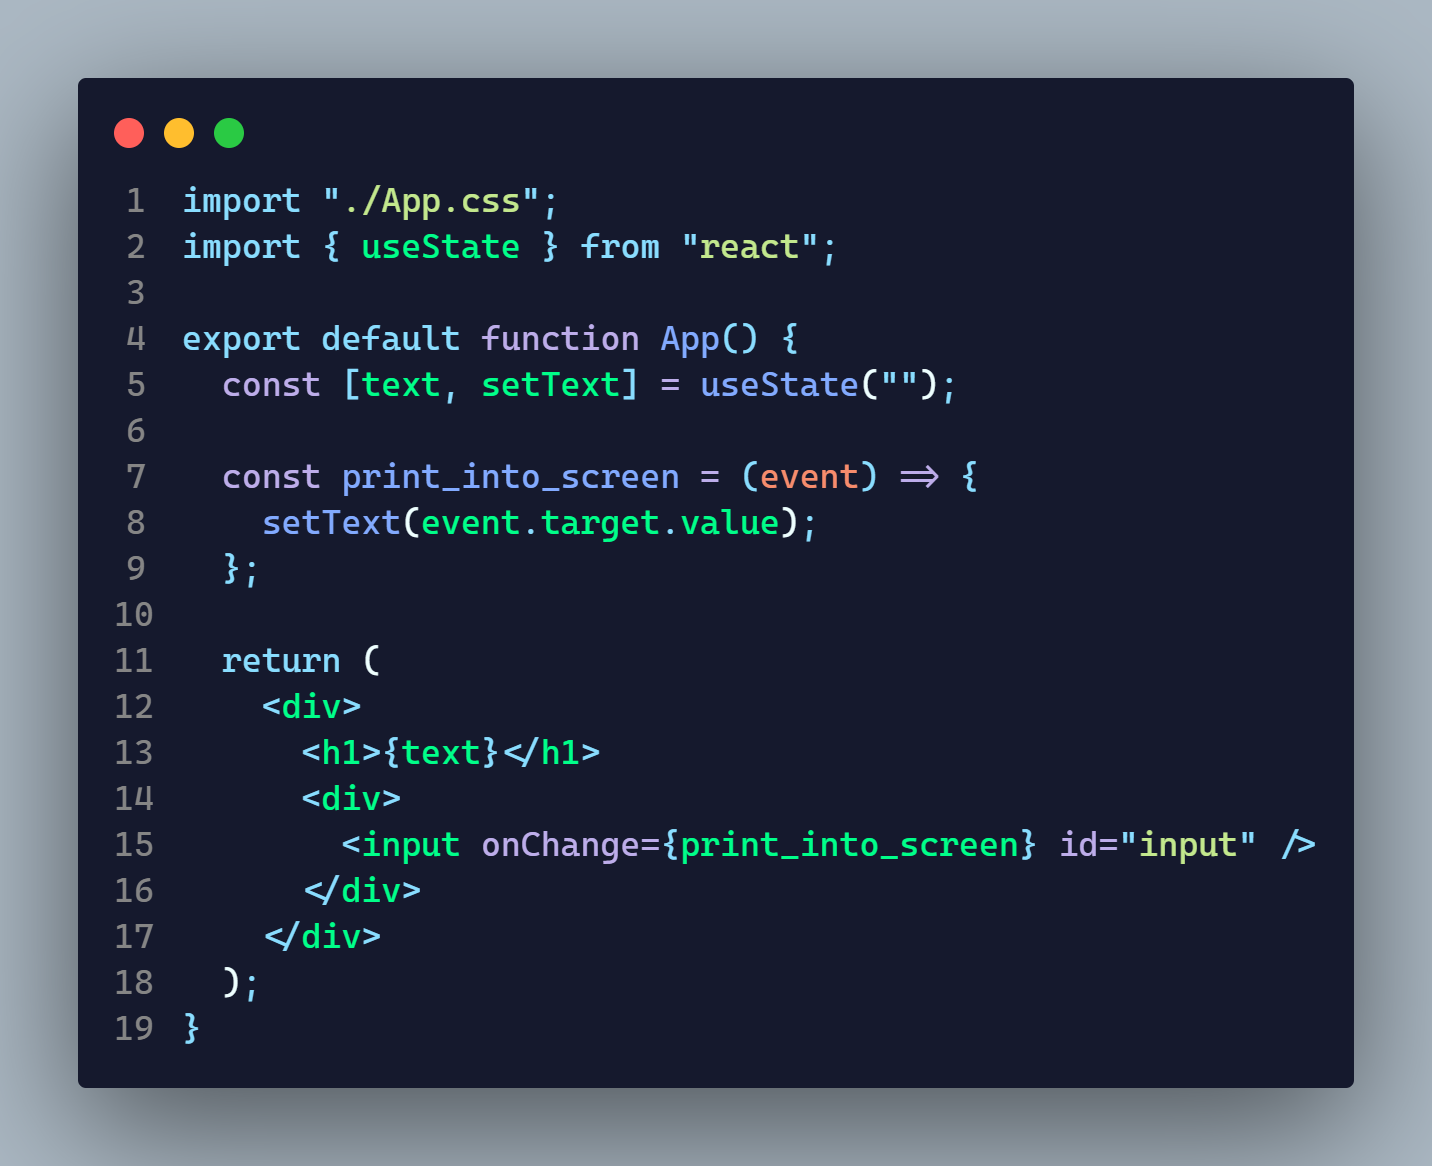 1 import "./App.css";
2 import { useState } from "react";
3
4 export default function App() {
5   const [text, setText] = useState("");
6
7   const print_into_screen = (event) => {
8     setText(event.target.value);
9   };
10
11   return (
12     <div>
13       <h1>{text}</h1>
14       <div>
15         <input onChange={print_into_screen} id="input" />
16       </div>
17     </div>
18   );
19 }